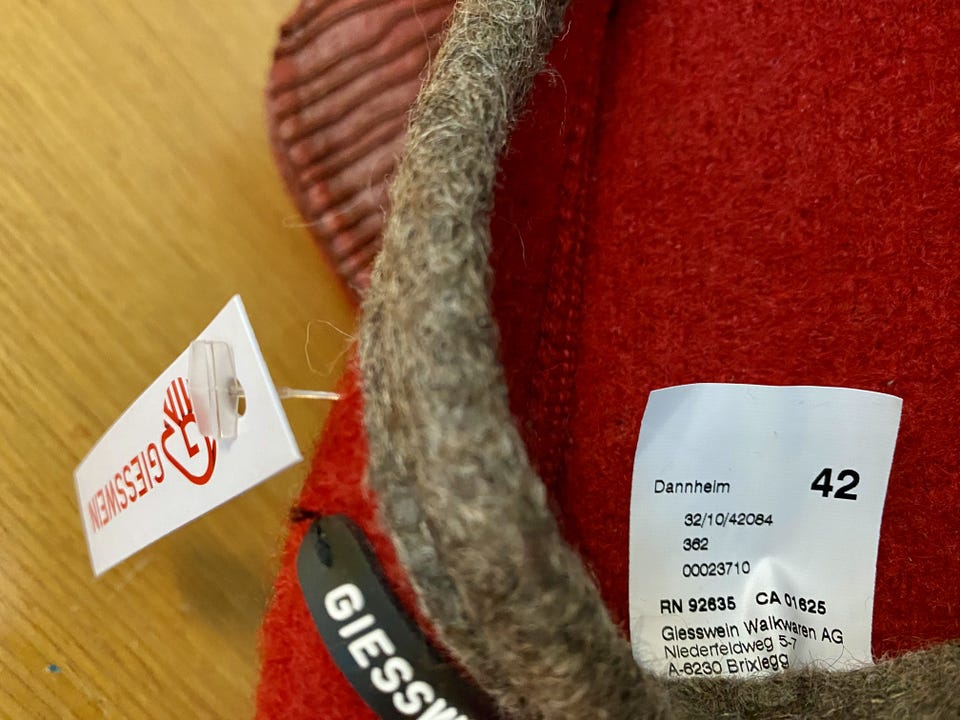 GIESSWEIN
GIESSW
Dannheim 42
32/10/42084
362
00023710
RN 92635 CA 01625
Giesswein Walkwaren AG
Niederfeldweg 5-7
A-6230 Brixlegg